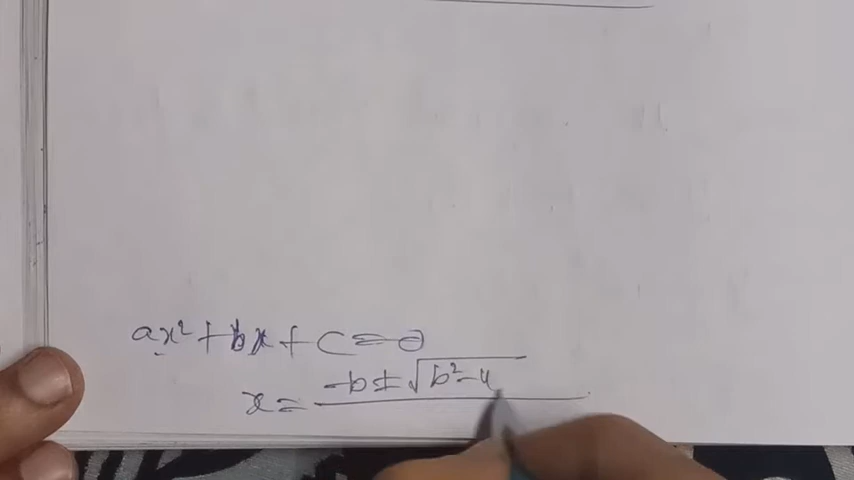 ax² + bx + c = 0
x = -b ± √b² - 4